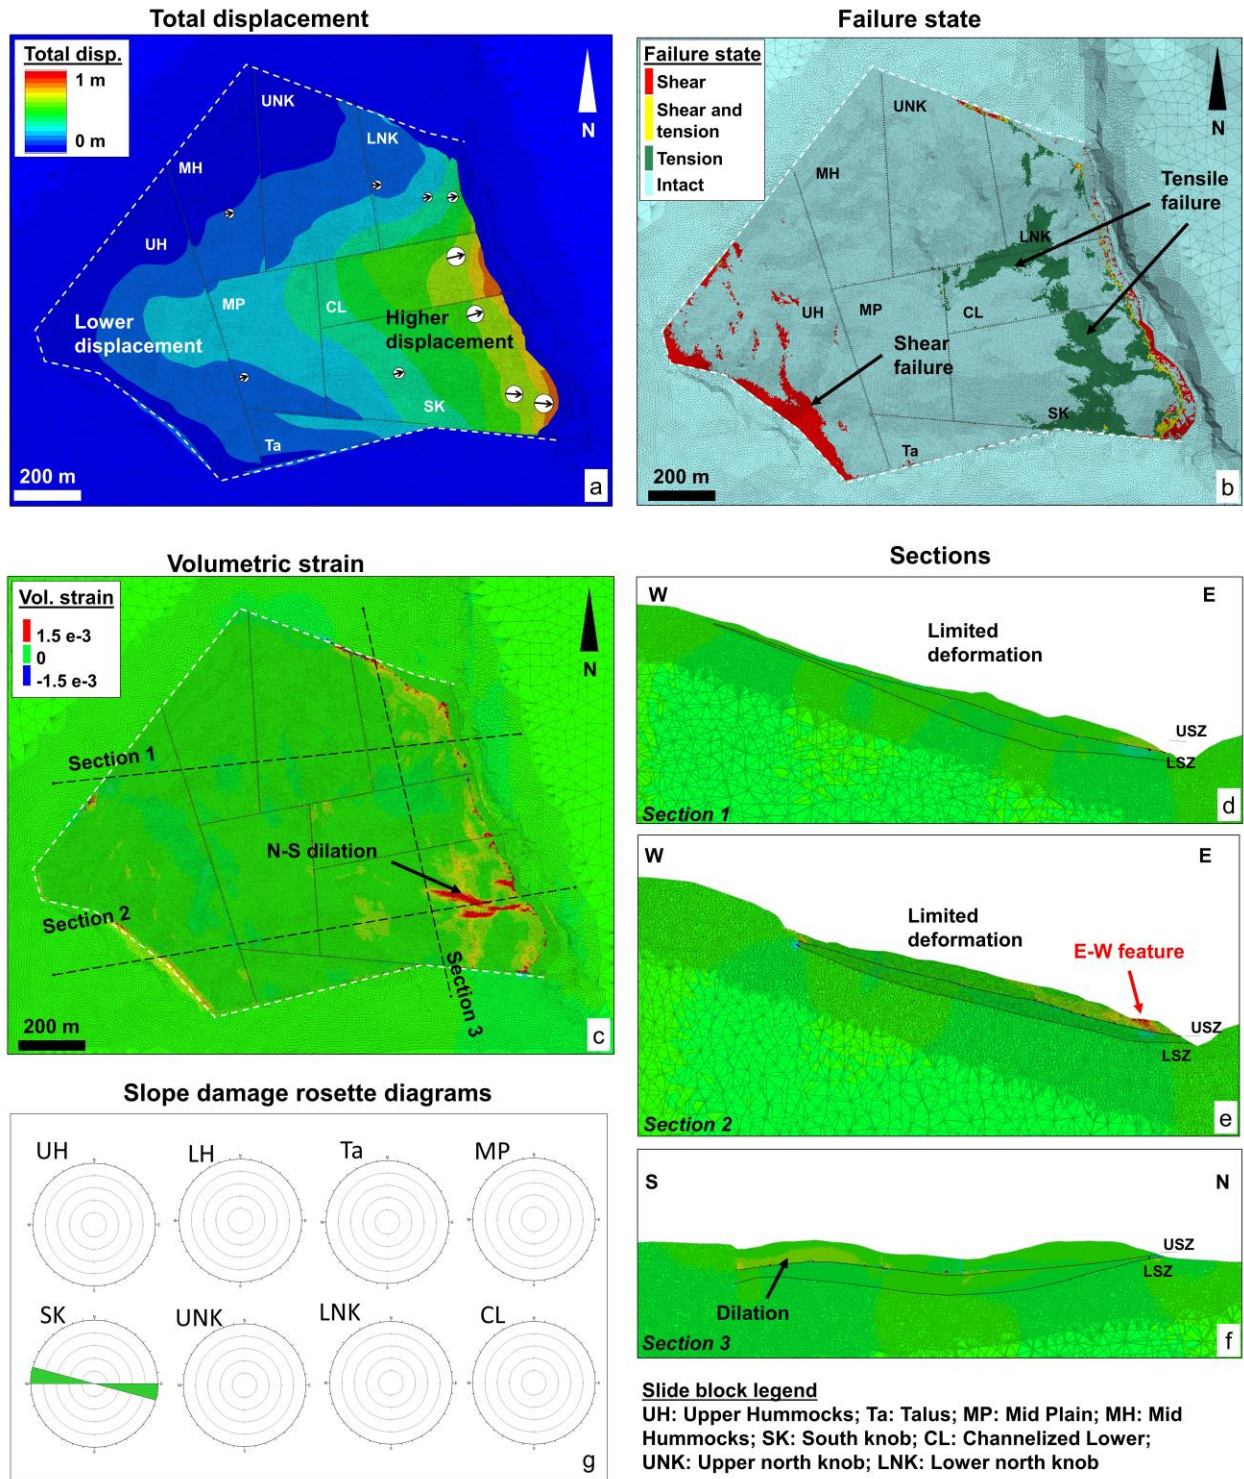 Total displacement
Total disp.
1 m
0 m
UNK
N
LNK
MH
UH
MP
CL
Lower
displacement
Higher
displacement
SK
Ta
200 m
a
Failure state
Failure state
Shear
Shear and
tension
Tension
Intact
UNK
N
MH
Tensile
failure
LNK
UH
MP
CL
Shear
failure
SK
Ta
200 m
b
Volumetric strain
Vol. strain
1.5 e-3
0
-1.5 e-3
N
Section 1
N-S dilation
Section 2
Section 3
200 m
c
Sections
W
E
Limited
deformation
USZ
LSZ
Section 1
d
W
E
Limited
deformation
E-W feature
USZ
LSZ
Section 2
e
S
N
USZ
LSZ
Dilation
Section 3
f
Slope damage rosette diagrams
UH
LH
Ta
MP
SK
UNK
LNK
CL
g
Slide block legend
UH: Upper Hummocks; Ta: Talus; MP: Mid Plain; MH: Mid
Hummocks; SK: South knob; CL: Channelized Lower;
UNK: Upper north knob; LNK: Lower north knob